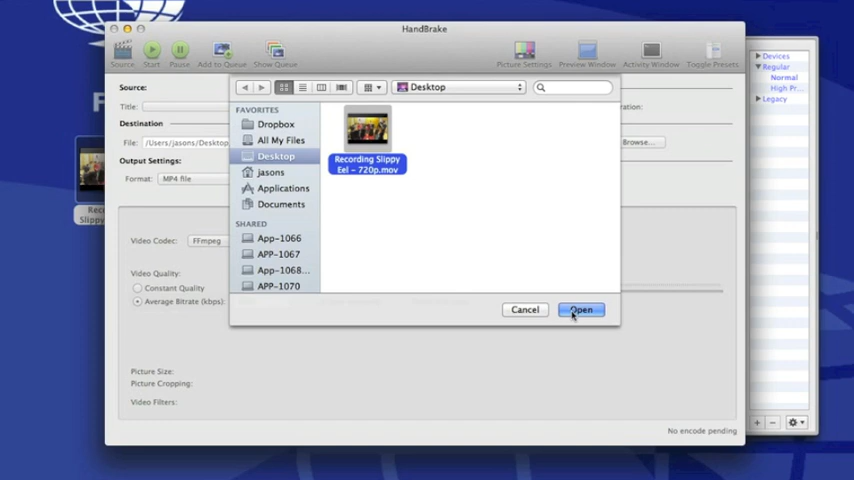 F
HandBrake
Source Start Pause Add to Queue Show Queue Picture Settings Preview Window Activity Window Toggle Presets
Source:
Title:
Destination
File: /Users/jasons/Desktop
Browse...
Output Settings:
Format: MP4 file
Video Codec: FFmpeg
Video Quality:
Constant Quality
Average Bitrate (kbps):
Picture Size:
Picture Cropping:
Video Filters:
No encode pending
Desktop
FAVORITES
Dropbox
All My Files
Desktop
jasons
Applications
Documents
SHARED
App-1066
APP-1067
App-1068...
APP-1070
Recording Slippy
Eel - 720p.mov
Cancel
Open
Devices
Regular
Normal
High Pr...
Legacy
Slippy